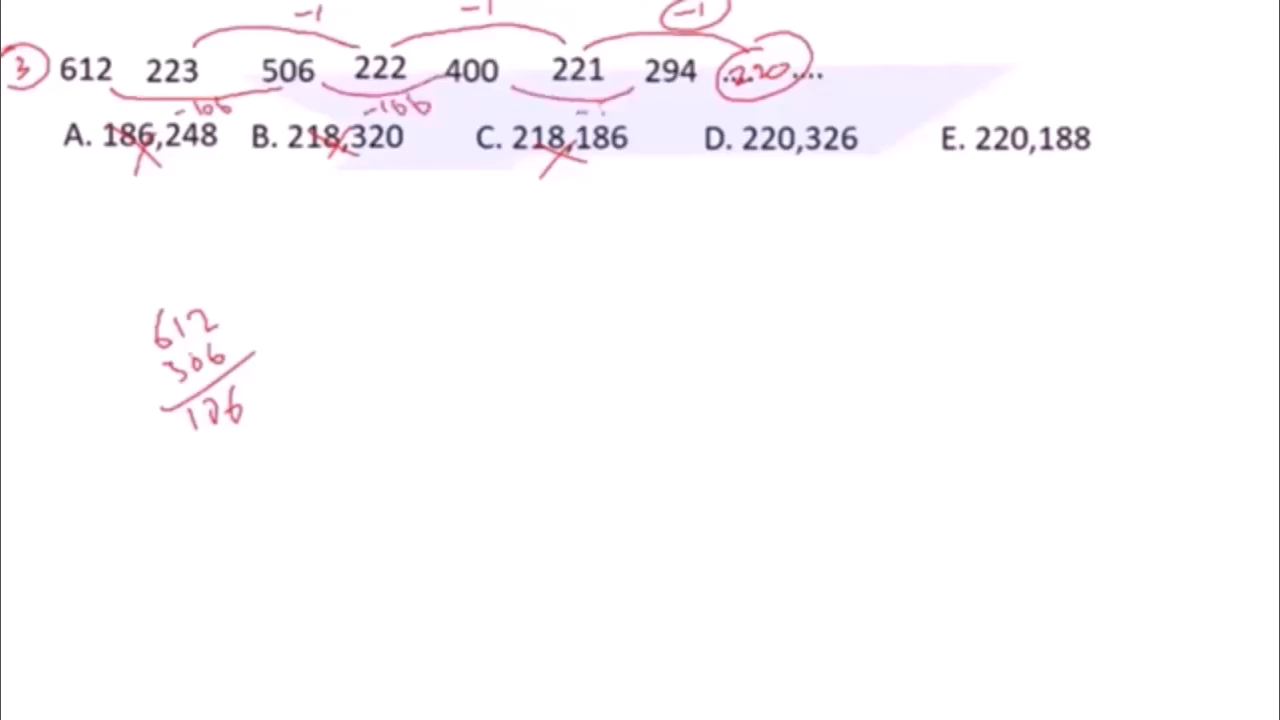 -1 -1 -1
3 612 223 506 222 400 221 294 ..220....
-106 -106
A. 186,248 B. 218,320 C. 218,186 D. 220,326 E. 220,188
612
306
106